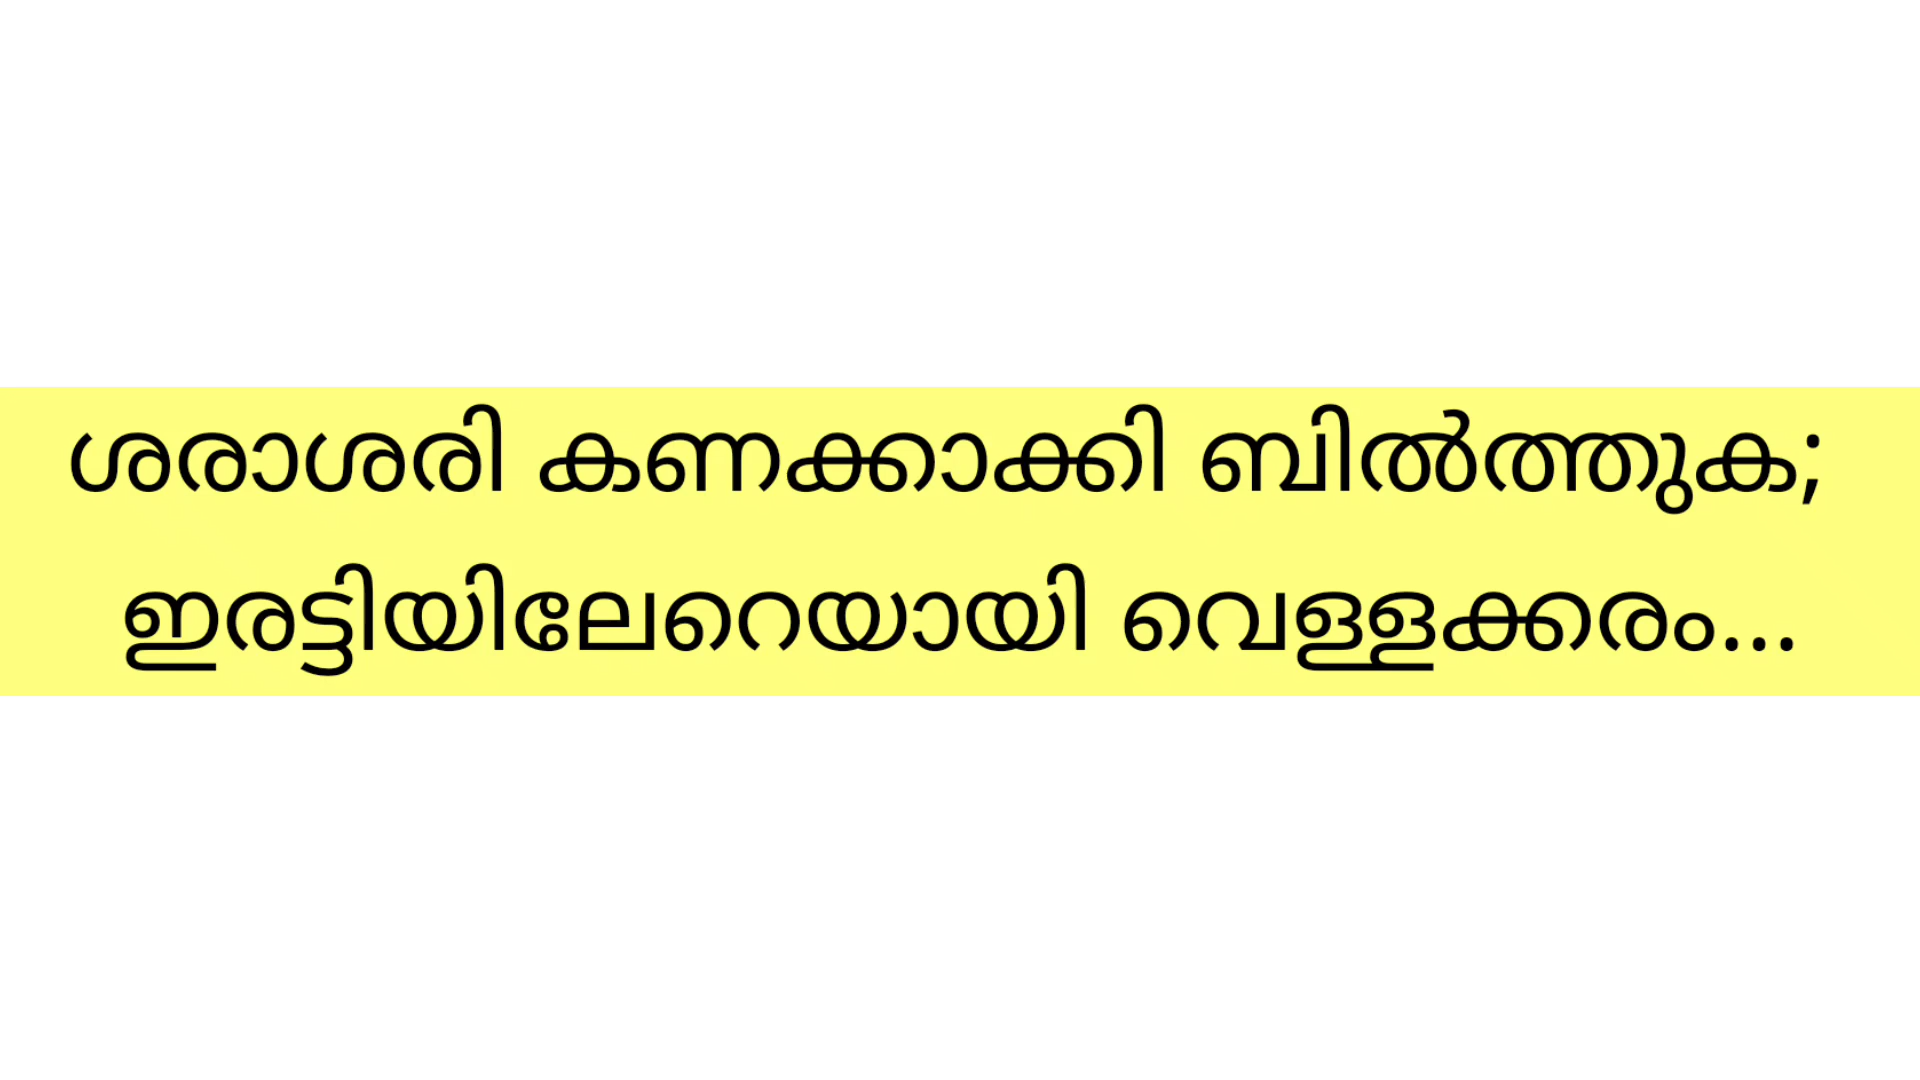 ശരാശരി കണക്കാക്കി ബിൽത്തുക;
ഇരട്ടിയിലേറെയായി വെള്ളക്കരം...